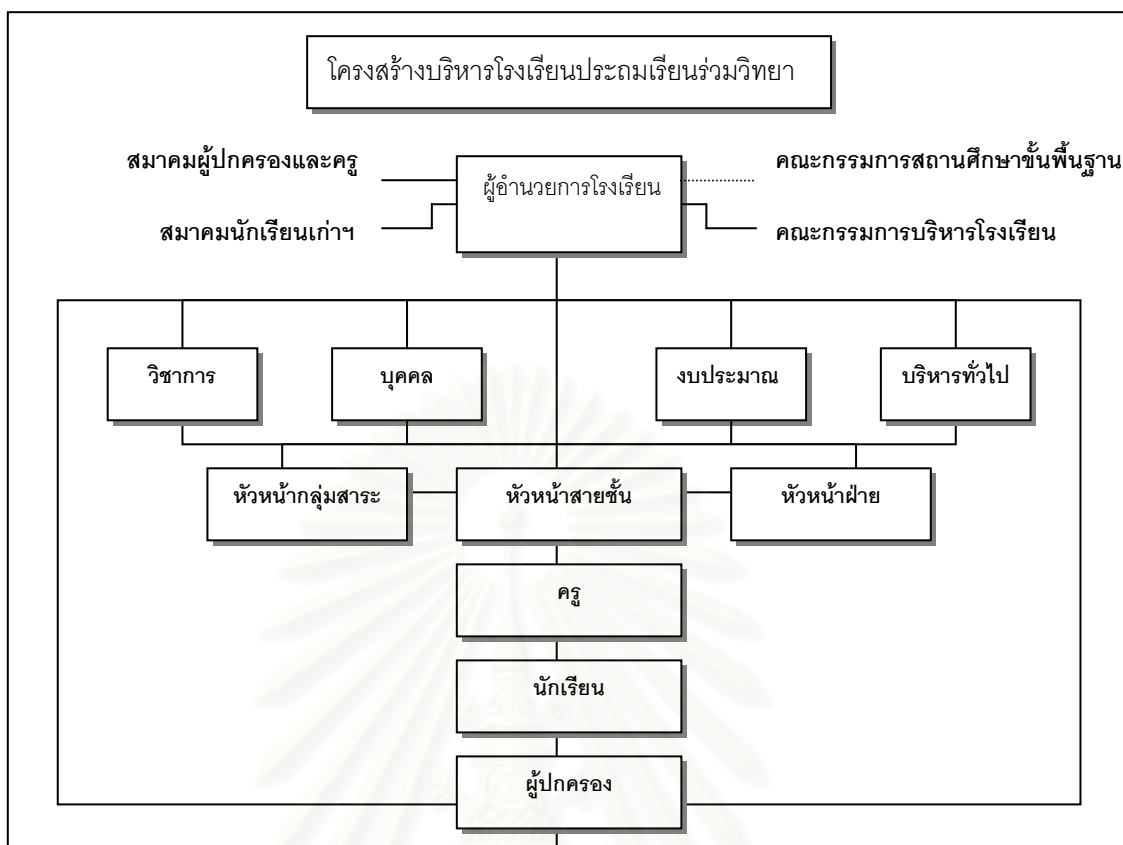 โครงสร้างบริหารโรงเรียนประถมเรียนร่วมวิทยา
สมาคมผู้ปกครองและครู
ผู้อำนวยการโรงเรียน
คณะกรรมการสถานศึกษาขั้นพื้นฐาน
สมาคมนักเรียนเก่าฯ
คณะกรรมการบริหารโรงเรียน
วิชาการ
บุคคล
งบประมาณ
บริหารทั่วไป
หัวหน้ากลุ่มสาระ
หัวหน้าสายชั้น
หัวหน้าฝ่าย
ครู
นักเรียน
ผู้ปกครอง